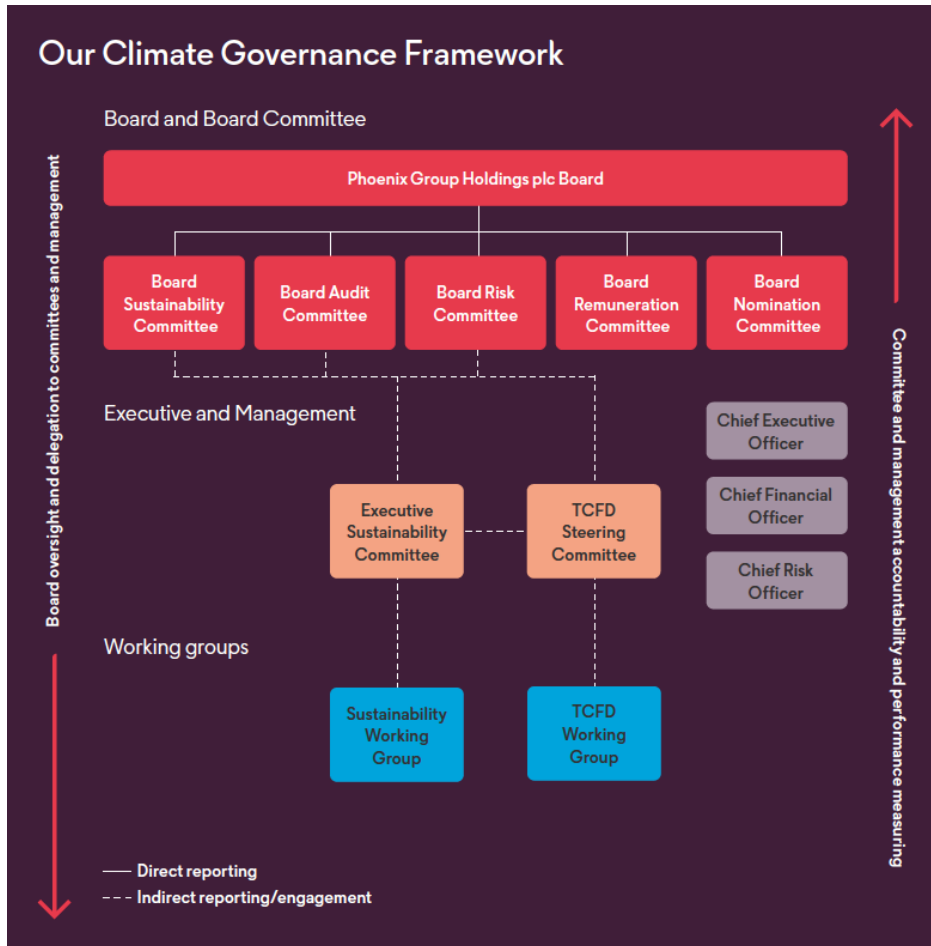 Our Climate Governance Framework
Board and Board Committee
Phoenix Group Holdings plc Board
Board
Sustainability
Committee
Board Audit
Committee
Board Risk
Committee
Board
Remuneration
Committee
Board
Nomination
Committee
Executive and Management
Chief Executive
Officer
Chief Financial
Officer
Chief Risk
Officer
Executive
Sustainability
Committee
TCFD
Steering
Committee
Working groups
Sustainability
Working
Group
TCFD
Working
Group
Direct reporting
Indirect reporting/engagement
Board oversight and delegation to committees and management
Committee and management accountability and performance measuring